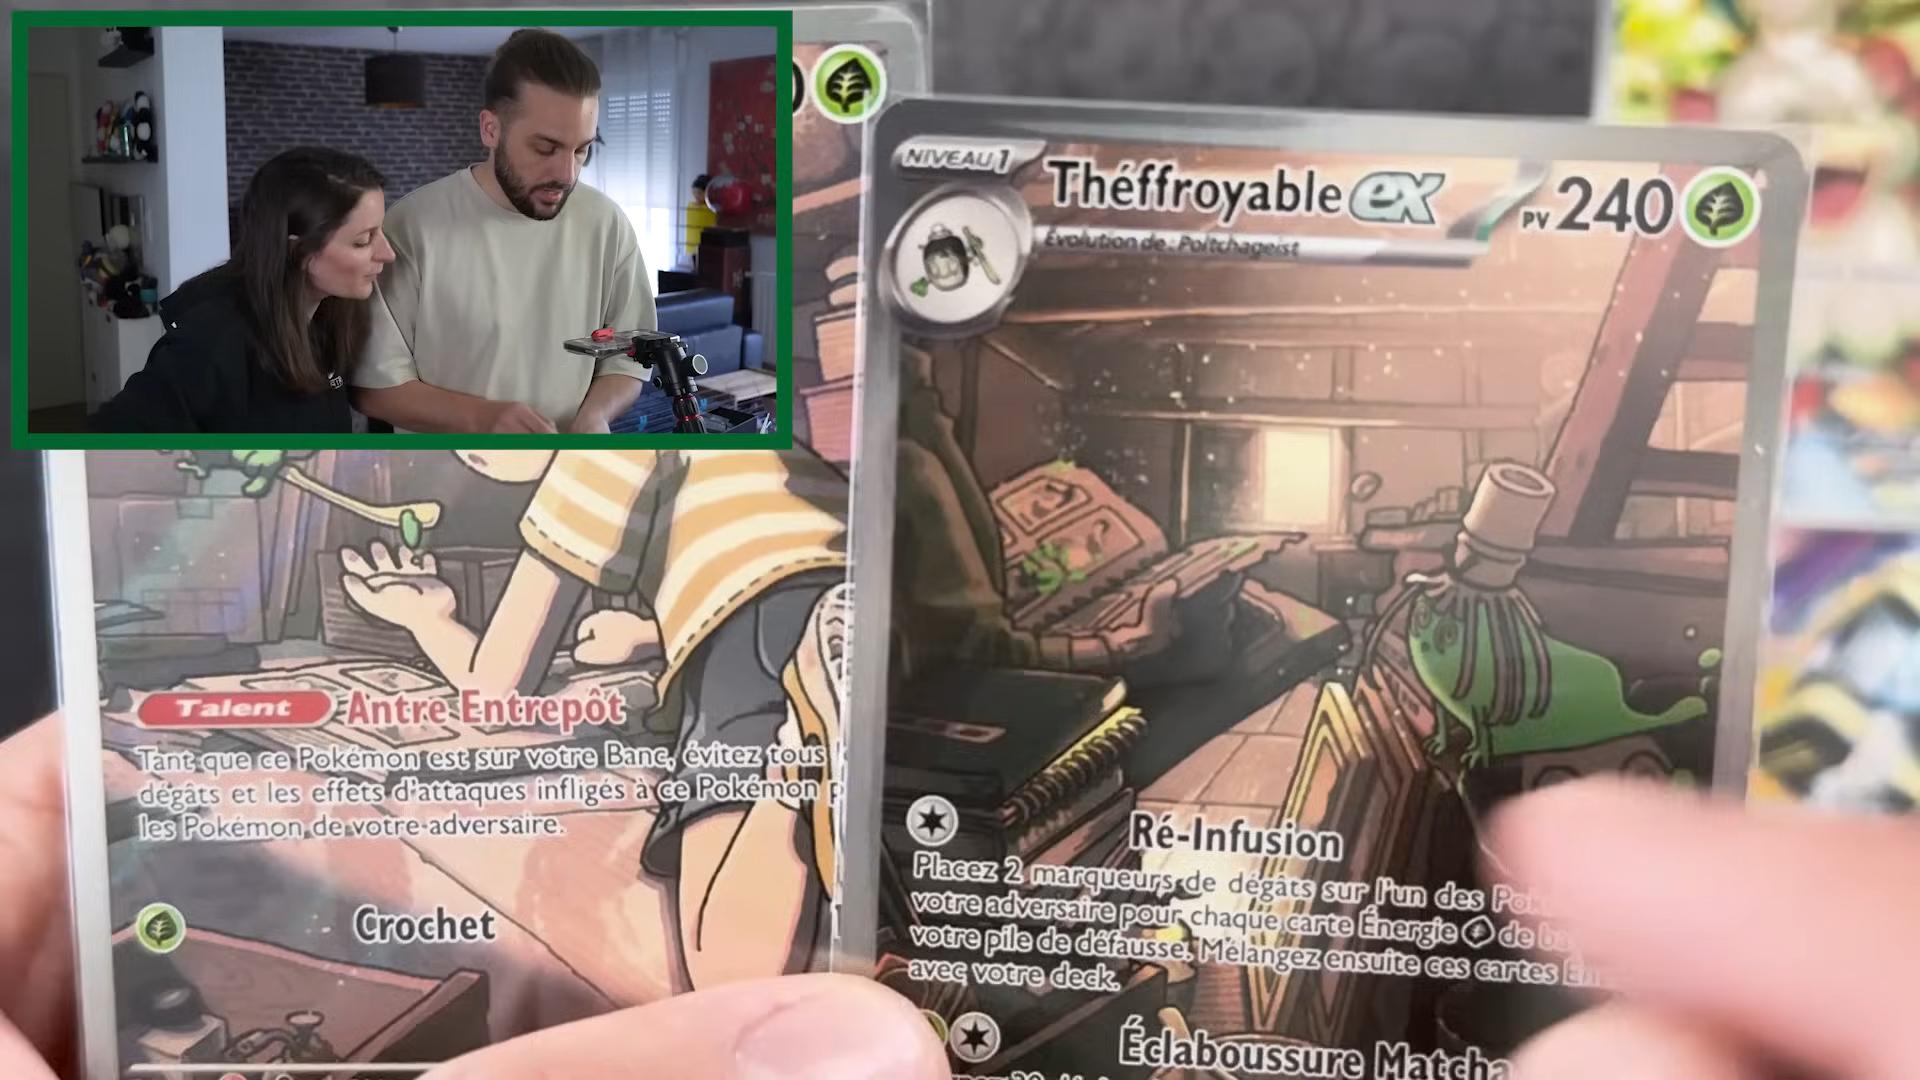 NIVEAU 1
Théffroyable ex
PV 240
Évolution de : Poltchageist
Talent Antre Entrepôt
Tant que ce Pokémon est sur votre Banc, évitez tous
dégâts et les effets d'attaques infligés à ce Pokémon p
les Pokémon de votre adversaire.
Crochet
Ré-Infusion
Placez 2 marqueurs de dégâts sur l'un des Pok
votre adversaire pour chaque carte Énergie de ba
votre pile de défausse. Mélangez ensuite ces cartes En
avec votre deck.
Éclaboussure Matcha